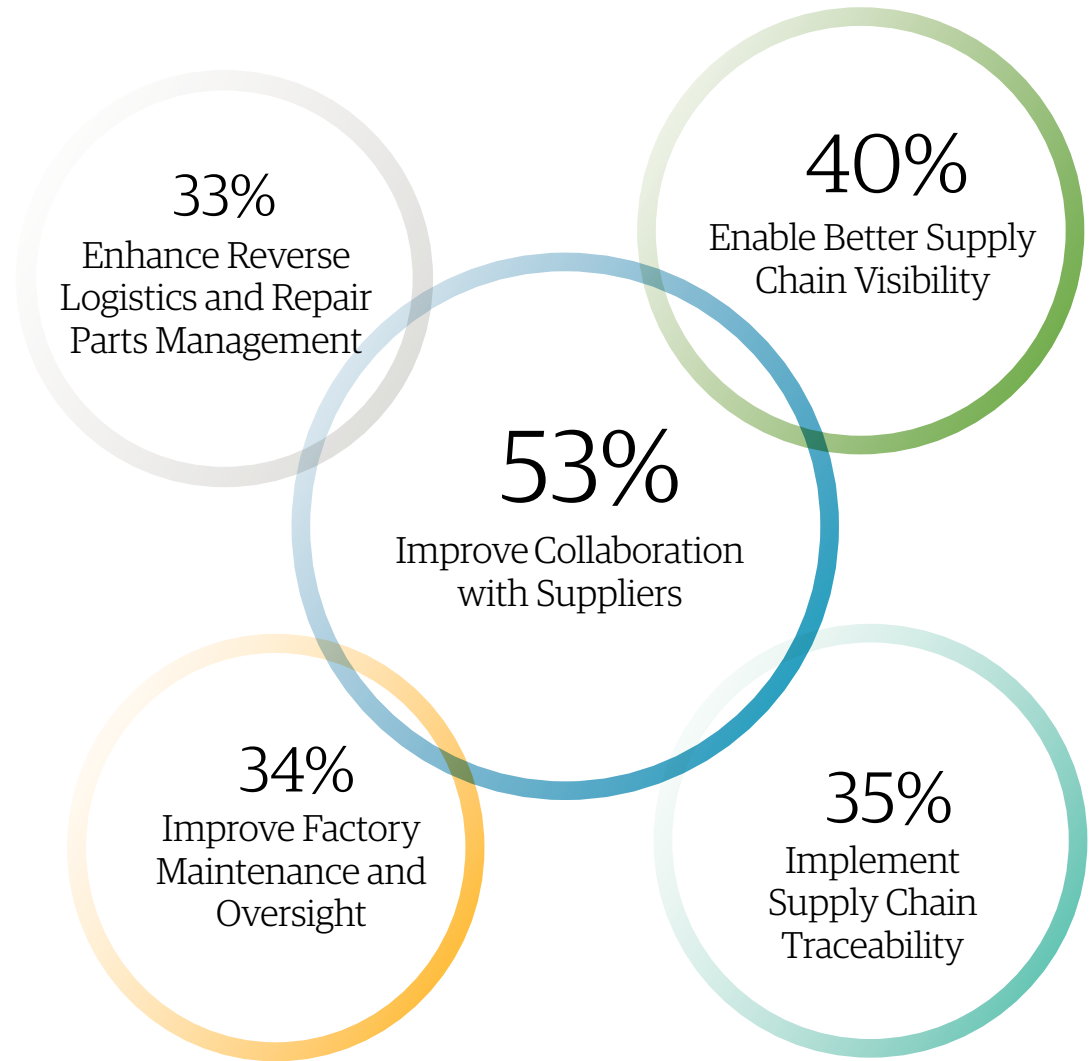 33%
Enhance Reverse
Logistics and Repair
Parts Management
40%
Enable Better Supply
Chain Visibility
53%
Improve Collaboration
with Suppliers
34%
Improve Factory
Maintenance and
Oversight
35%
Implement
Supply Chain
Traceability